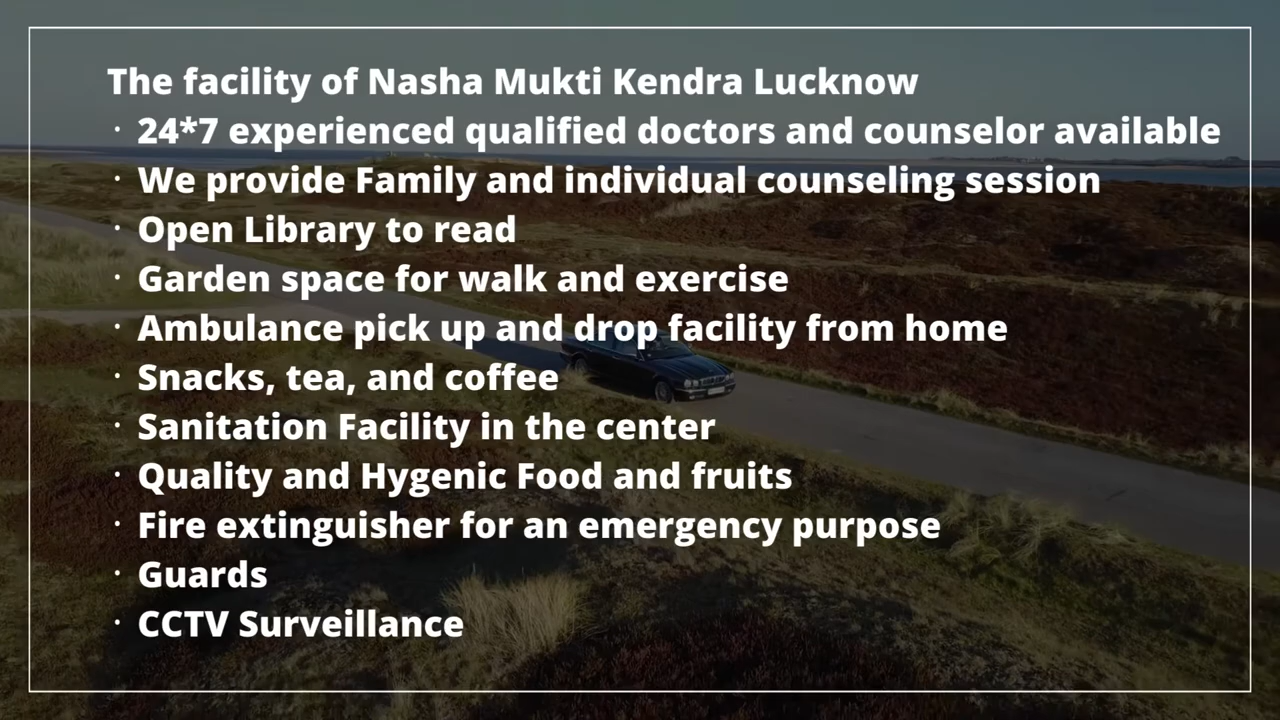 The facility of Nasha Mukti Kendra Lucknow
· 24*7 experienced qualified doctors and counselor available
· We provide Family and individual counseling session
· Open Library to read
· Garden space for walk and exercise
· Ambulance pick up and drop facility from home
· Snacks, tea, and coffee
· Sanitation Facility in the center
· Quality and Hygenic Food and fruits
· Fire extinguisher for an emergency purpose
· Guards
· CCTV Surveillance